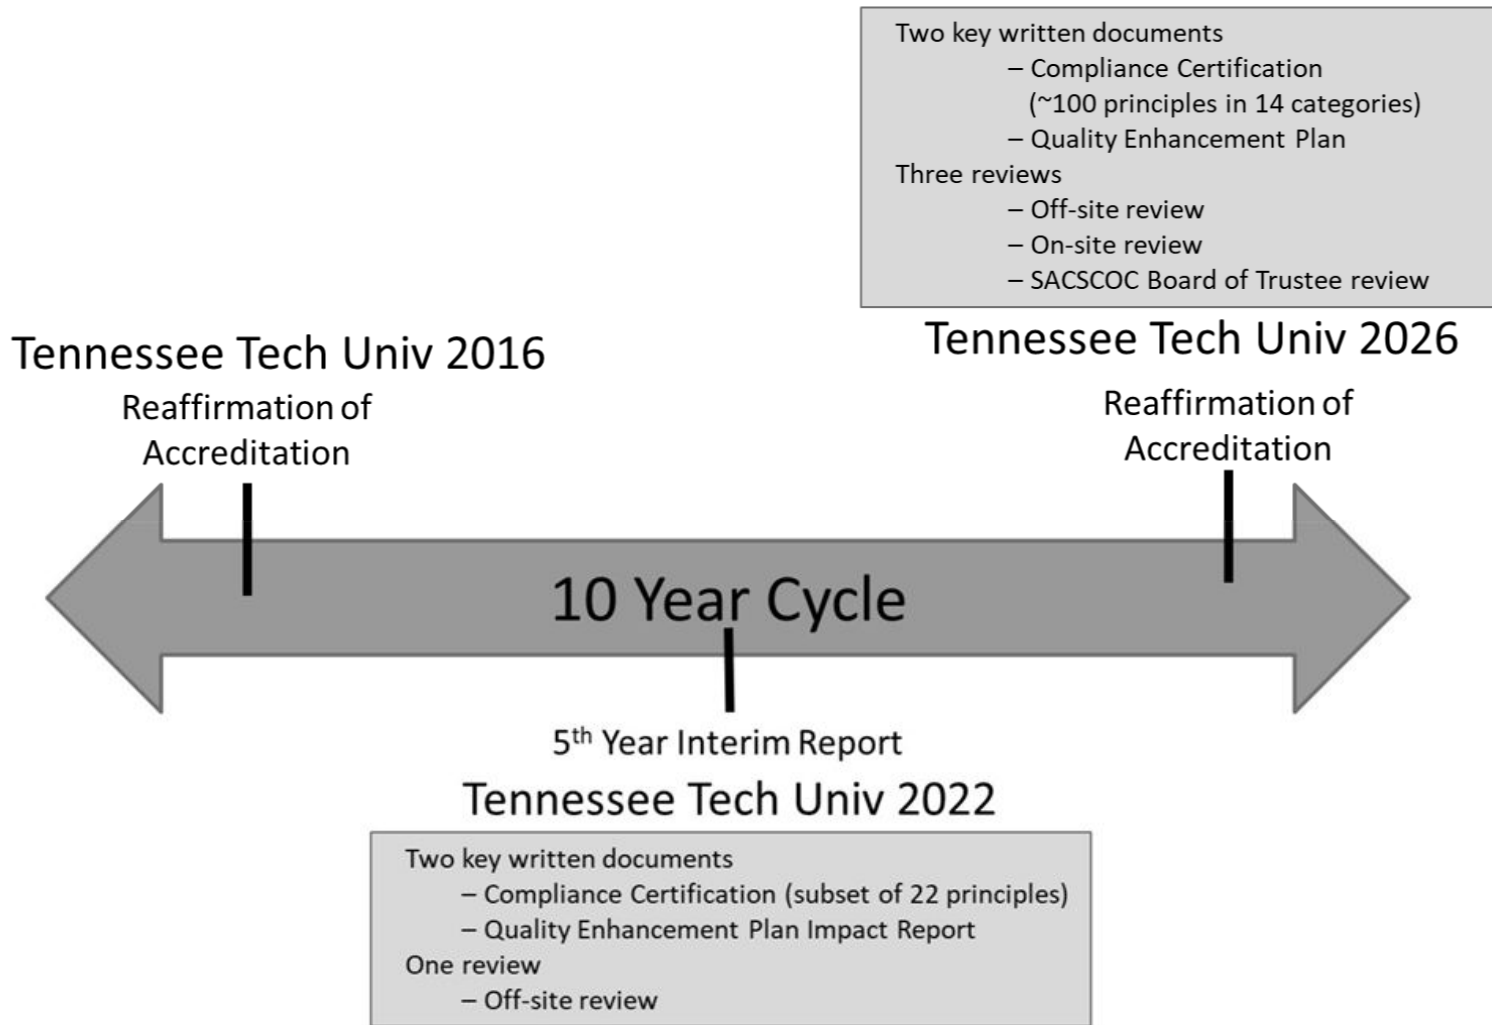 Two key written documents
– Compliance Certification
(~100 principles in 14 categories)
– Quality Enhancement Plan
Three reviews
– Off-site review
– On-site review
– SACSCOC Board of Trustee review
Tennessee Tech Univ 2016
Reaffirmation of
Accreditation
Tennessee Tech Univ 2026
Reaffirmation of
Accreditation
10 Year Cycle
5th Year Interim Report
Tennessee Tech Univ 2022
Two key written documents
– Compliance Certification (subset of 22 principles)
– Quality Enhancement Plan Impact Report
One review
– Off-site review